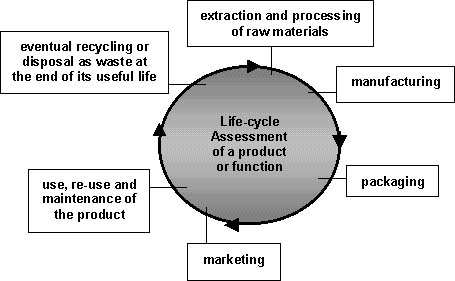 extraction and processing
of raw materials
manufacturing
packaging
marketing
use, re-use and
maintenance of
the product
eventual recycling or
disposal as waste at
the end of its useful life
Life-cycle
Assessment
of a product
or function